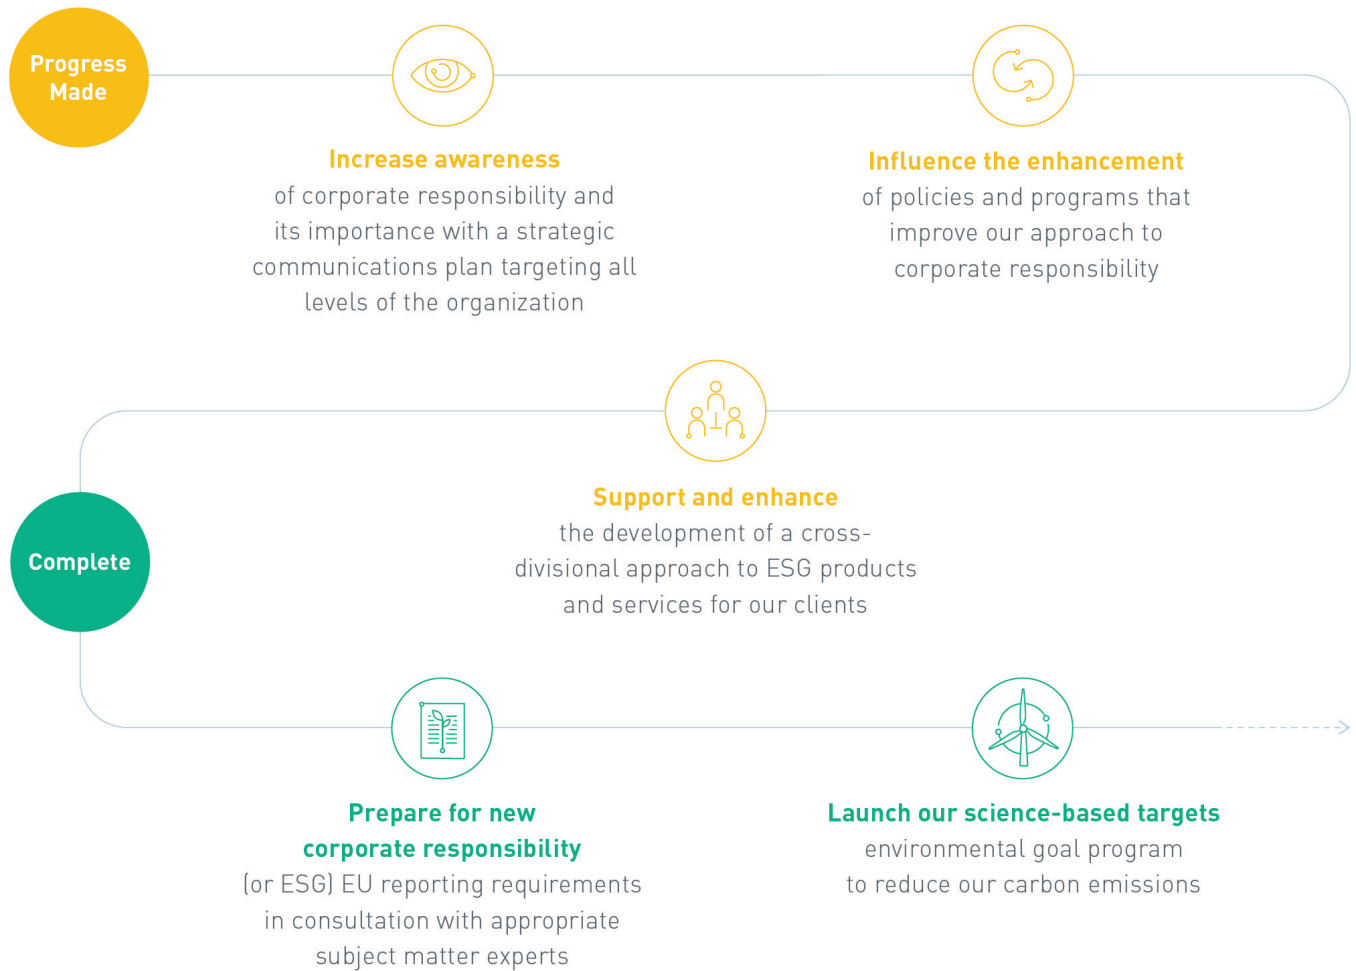 Progress
Made
Increase awareness
of corporate responsibility and
its importance with a strategic
communications plan targeting all
levels of the organization
Influence the enhancement
of policies and programs that
improve our approach to
corporate responsibility
Support and enhance
the development of a cross-
divisional approach to ESG products
and services for our clients
Complete
Prepare for new
corporate responsibility
(or ESG) EU reporting requirements
in consultation with appropriate
subject matter experts
Launch our science-based targets
environmental goal program
to reduce our carbon emissions